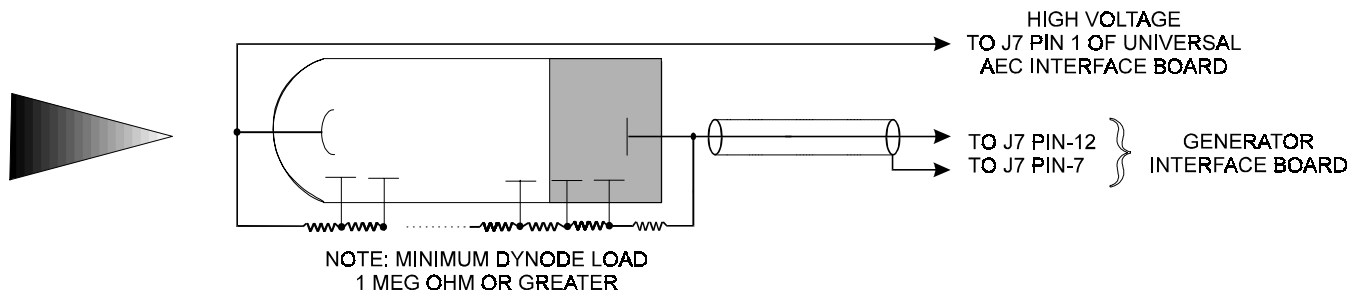 HIGH VOLTAGE
TO J7 PIN 1 OF UNIVERSAL
AEC INTERFACE BOARD
TO J7 PIN-12
TO J7 PIN-7
GENERATOR
INTERFACE BOARD
NOTE: MINIMUM DYNODE LOAD
1 MEG OHM OR GREATER